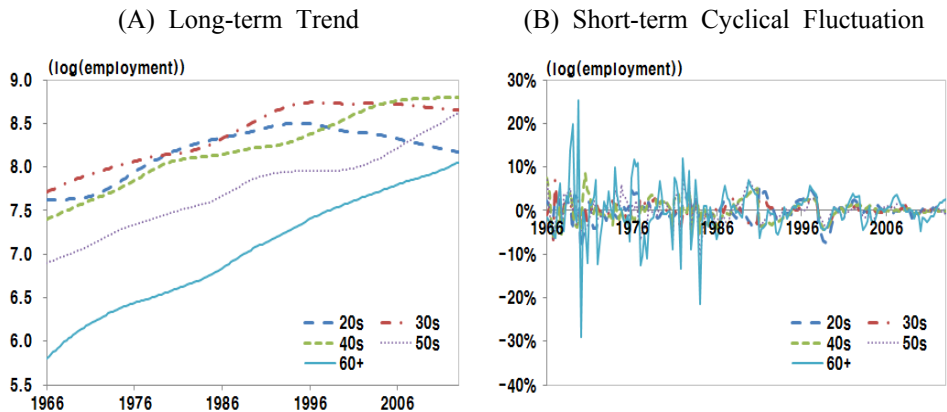 (A) Long-term Trend
(log(employment))
9.0
8.5
8.0
7.5
7.0
6.5
6.0
5.5
1966 1976 1986 1996 2006
20s 30s
40s 50s
60+
(B) Short-term Cyclical Fluctuation
(log(employment))
30%
20%
10%
0%
-10%
-20%
-30%
-40%
1966 1976 1986 1996 2006
20s 30s
40s 50s
60+